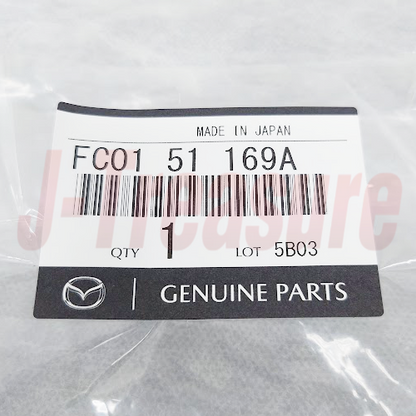 MADE IN JAPAN
FC01 51 169A
J-Treasure
QTY 1 LOT 5B03
GENUINE PARTS